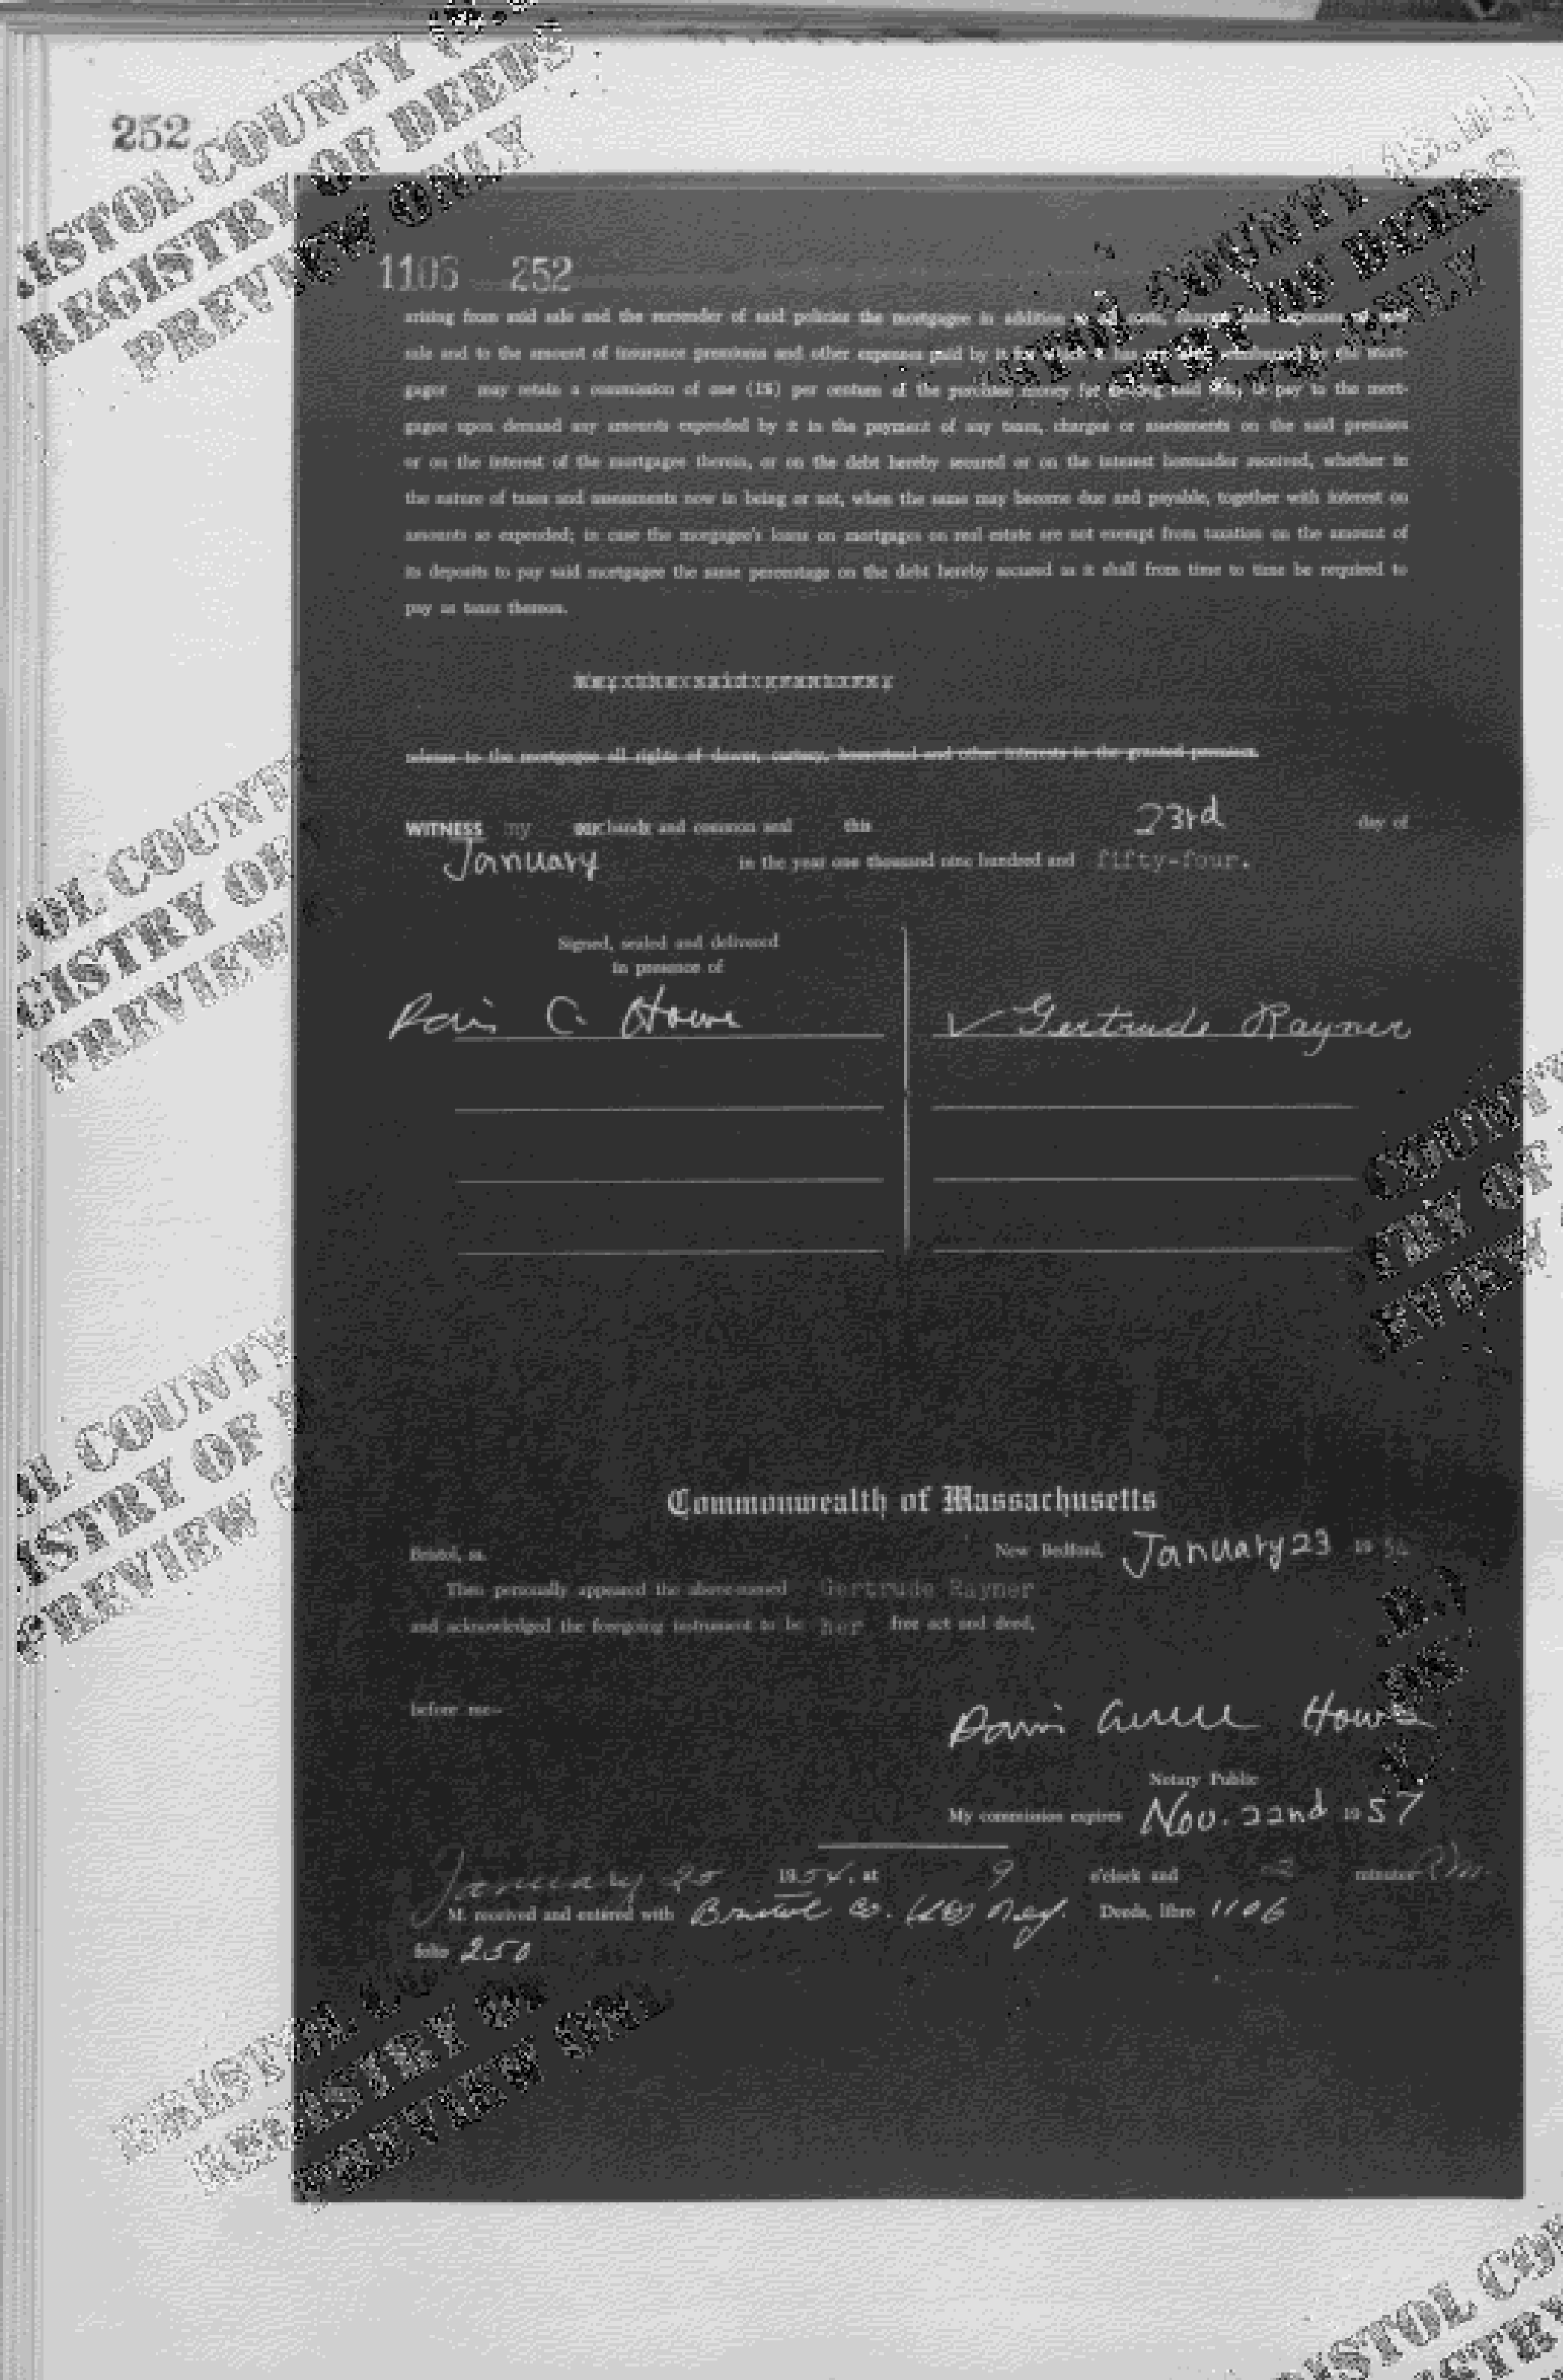 252
1106 252
arising from said sale and the surrender of said policies the mortgagee in addition to all costs, charges and expenses of said
sale and to the amount of insurance premiums and other expenses paid by it for which it has not been reimbursed by the mort-
gagor may retain a commission of one (1%) per centum of the purchase money for making said sale, to pay to the mort-
gagee upon demand any amounts expended by it in the payment of any taxes, charges or assessments on the said premises
or on the interest of the mortgagee therein, or on the debt hereby secured or on the interest hereunder received, whether in
the nature of taxes and assessments now in being or not, when the same may become due and payable, together with interest on
amounts so expended; in case the morgagee's loans on mortgages on real estate are not exempt from taxation on the amount of
its deposits to pay said mortgagee the same percentage on the debt hereby secured as it shall from time to time be required to
pay as taxes thereon.
release to the mortgagee all rights of dower, curtesy, homestead and other interests in the granted premises.
WITNESS my our hands and common seal this 23rd day of
January in the year one thousand nine hundred and fifty-four.
Signed, sealed and delivered
in presence of
C. Howe Gertrude Rayner
Commonwealth of Massachusetts
Bristol, ss. New Bedford, January 23 1954
Then personally appeared the above-named Gertrude Rayner
and acknowledged the foregoing instrument to be her free act and deed,
before me—
Howe
Notary Public
My commission expires Nov. 22nd 1957
January 25 1954, at 9 o'clock and 2 minutes
M. received and entered with Bristol Co. Reg. Deeds, libro 1106
folio 250
BRISTOL COUNTY (S.D.)
REGISTRY OF DEEDS
PREVIEW ONLY